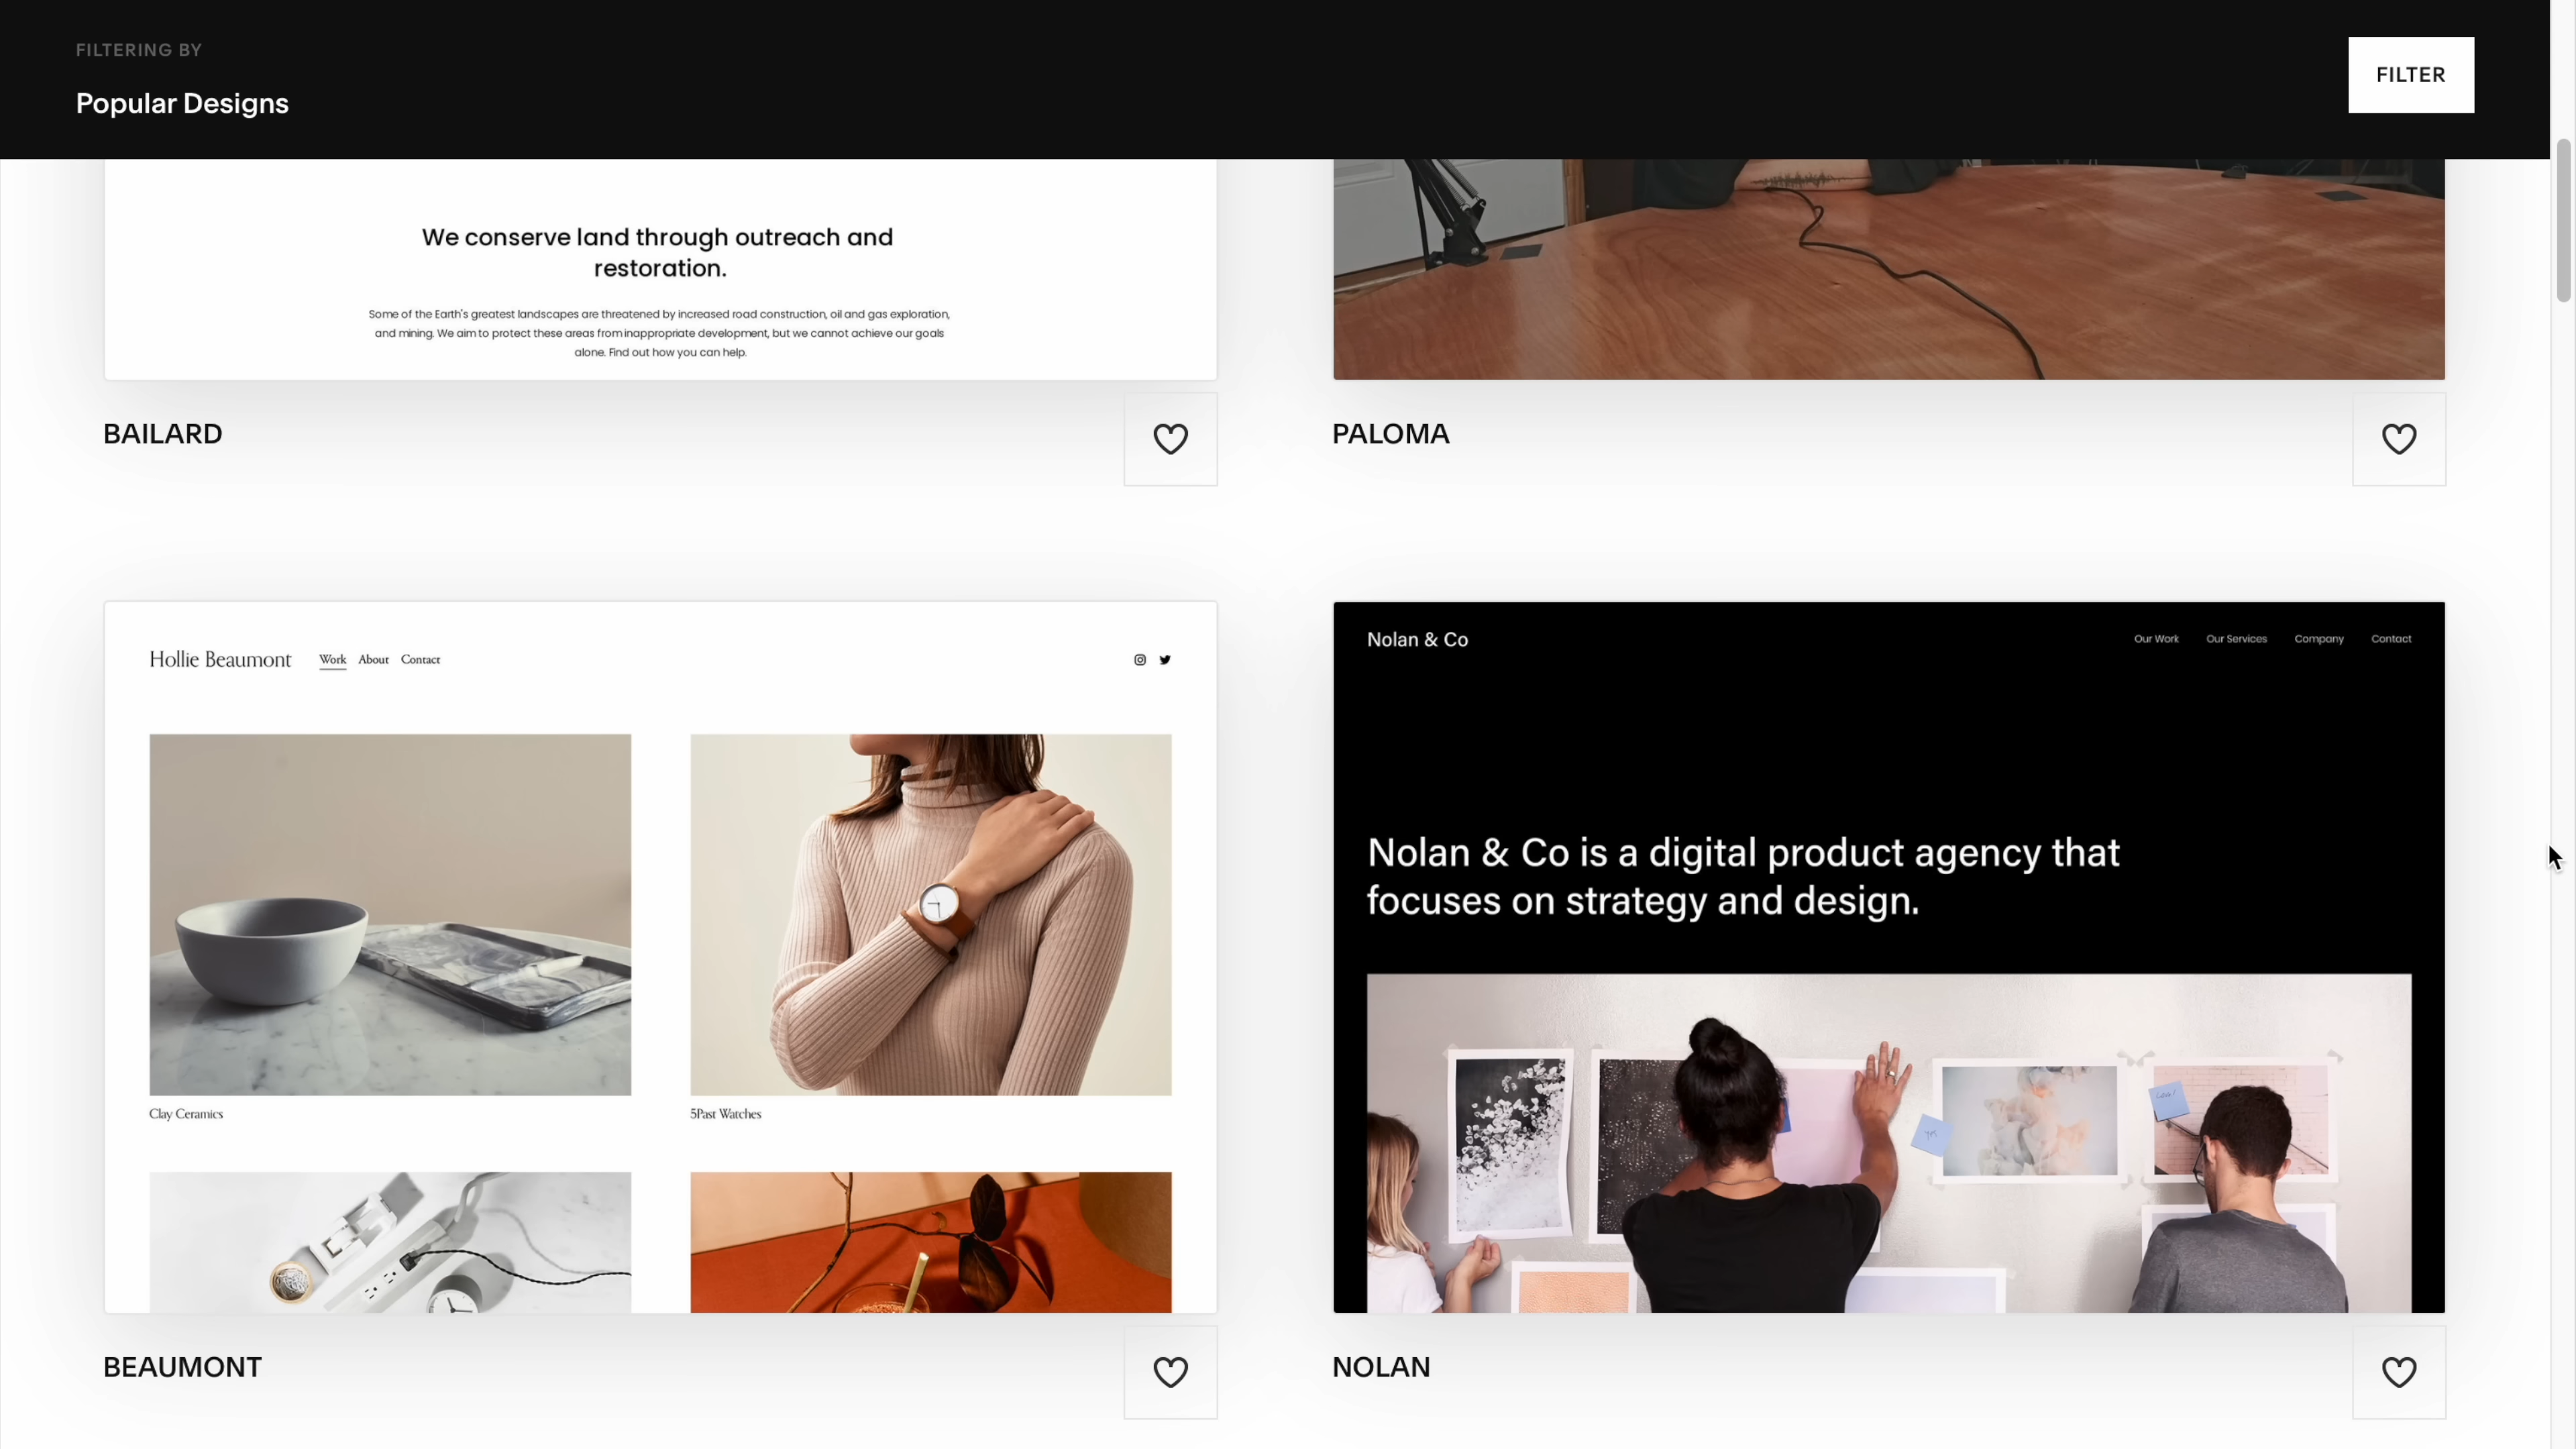 FILTERING BY
Popular Designs
FILTER
We conserve land through outreach and
restoration.
Some of the Earth's greatest landscapes are threatened by increased road construction, oil and gas exploration,
and mining. We aim to protect these areas from inappropriate development, but we cannot achieve our goals
alone. Find out how you can help.
BAILARD
PALOMA
Hollie Beaumont Work About Contact
Clay Ceramics
5Past Watches
BEAUMONT
Nolan & Co Our Work Our Services Company Contact
Nolan & Co is a digital product agency that
focuses on strategy and design.
NOLAN